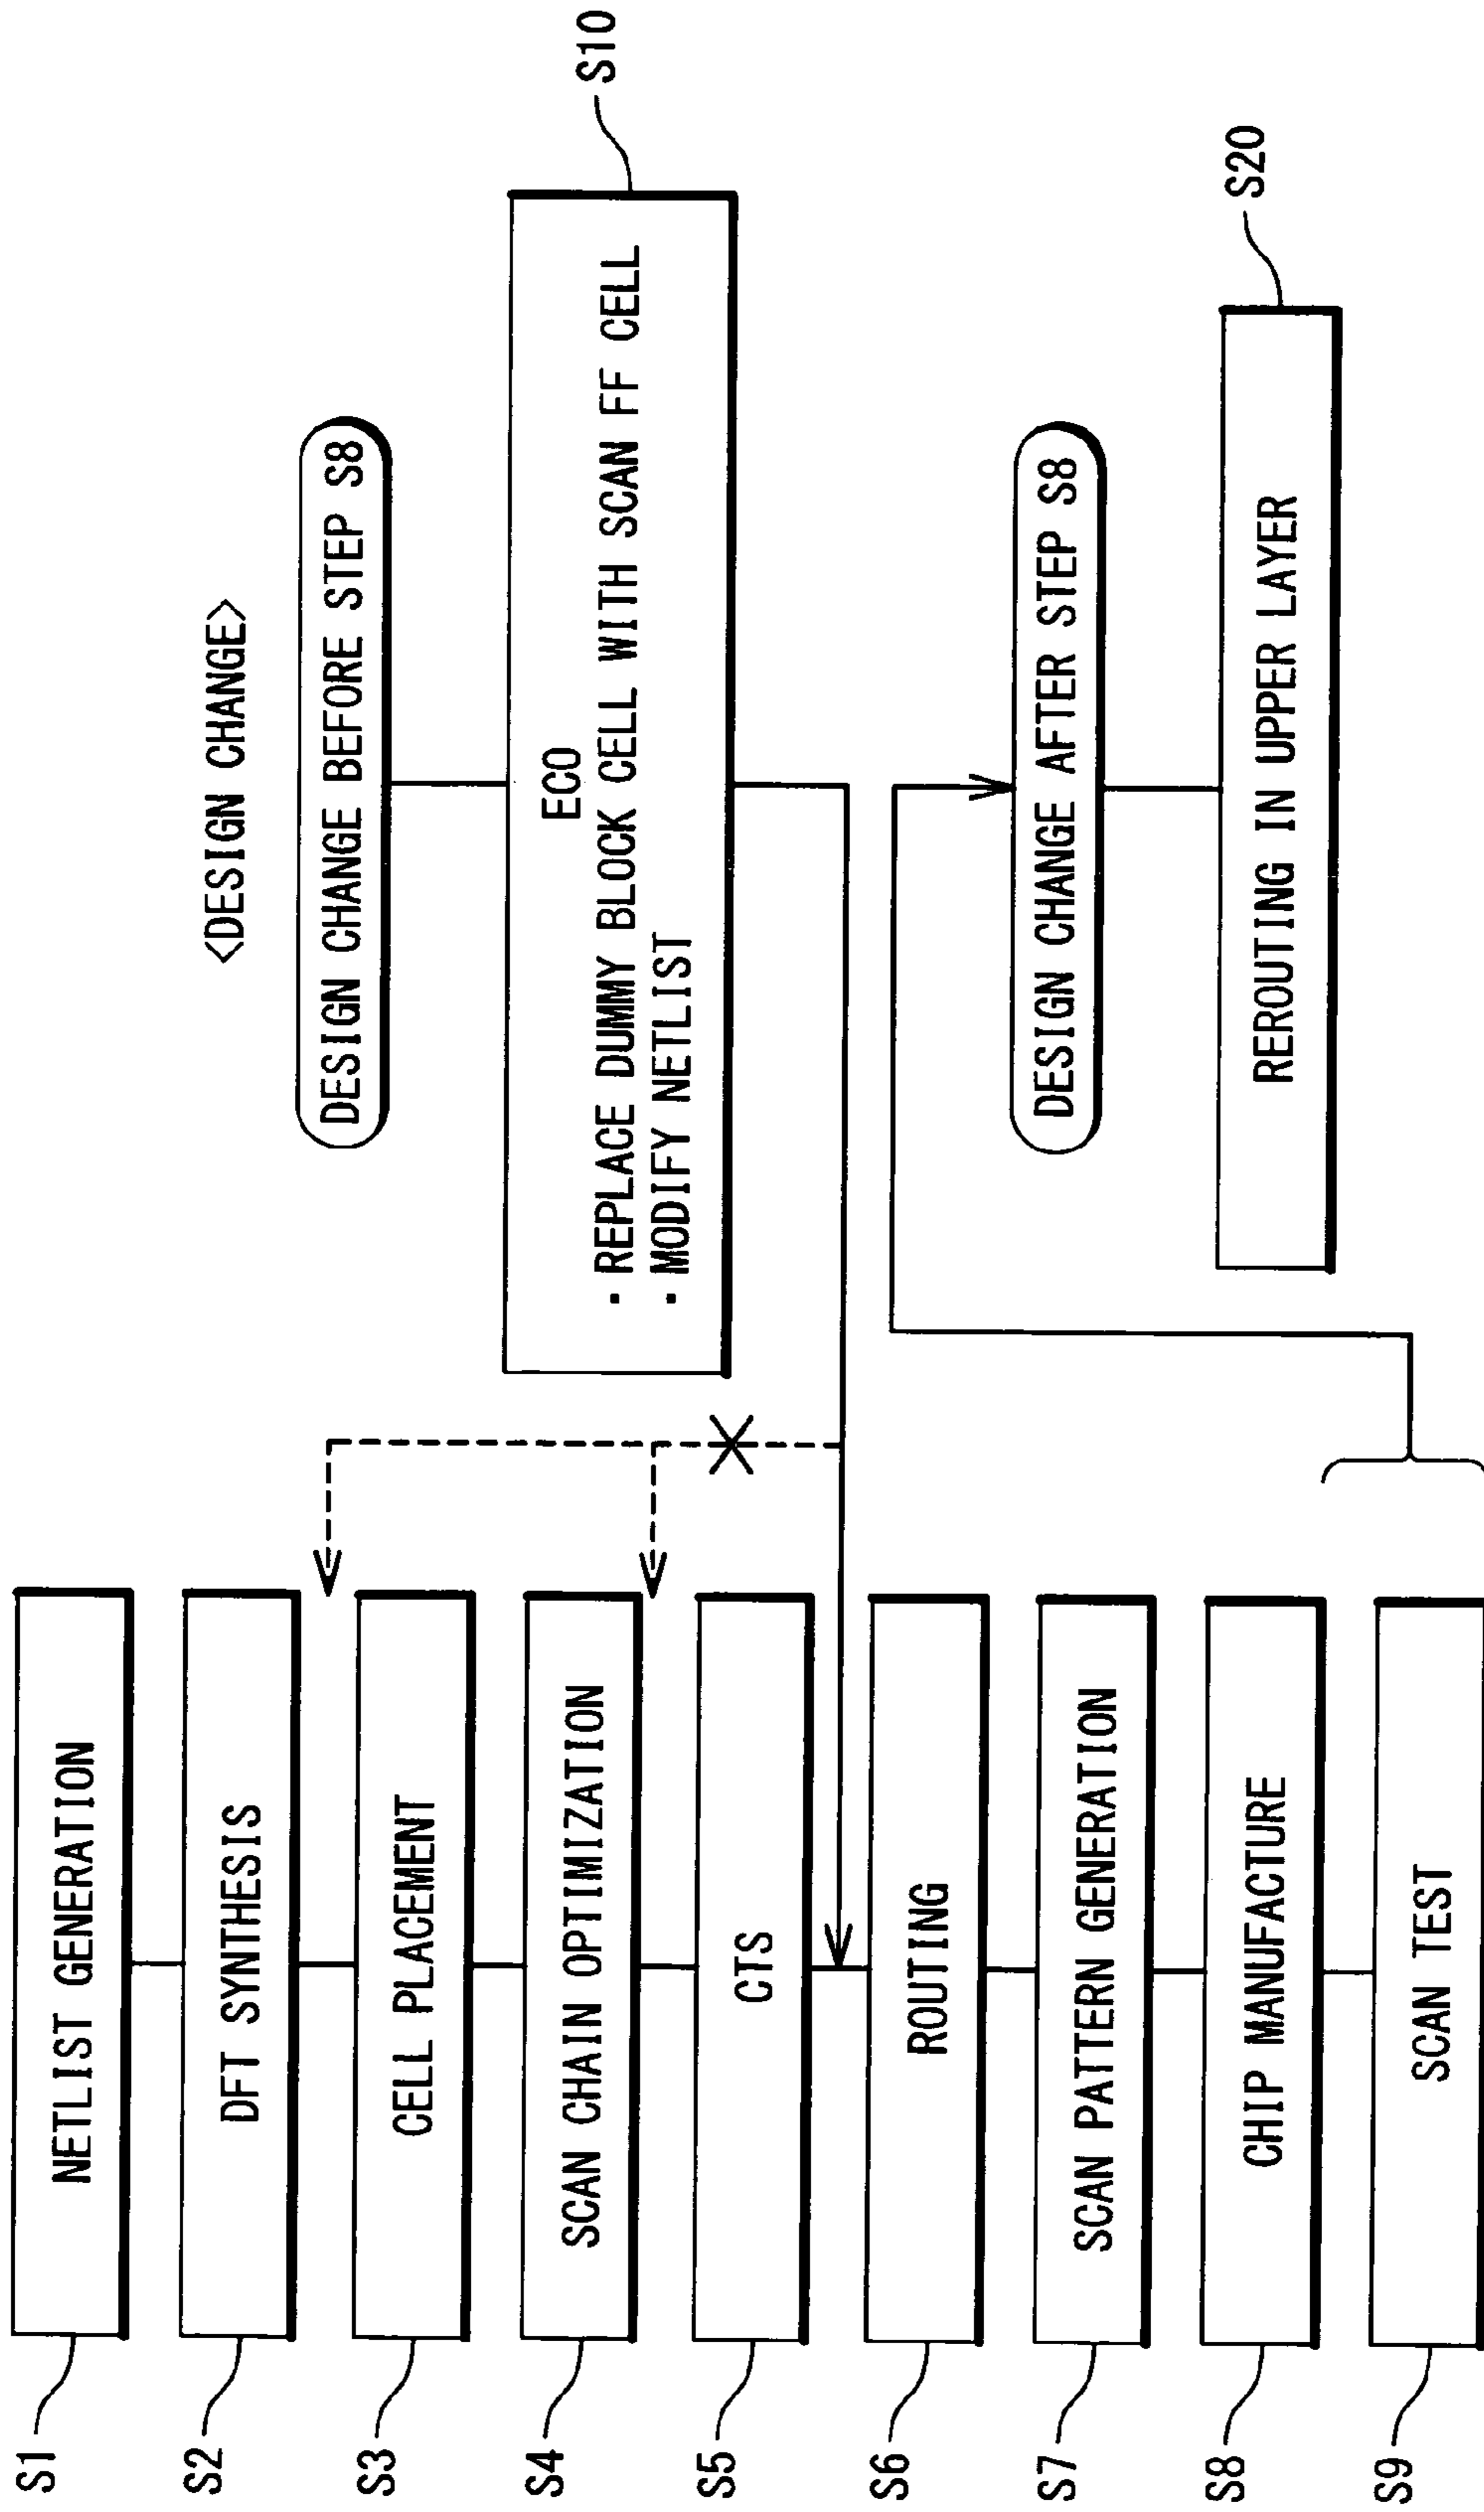 S1
NETLIST GENERATION
S2
DFT SYNTHESIS
S3
CELL PLACEMENT
S4
SCAN CHAIN OPTIMIZATION
S5
CTS
S6
ROUTING
S7
SCAN PATTERN GENERATION
S8
CHIP MANUFACTURE
S9
SCAN TEST
<DESIGN CHANGE>
DESIGN CHANGE BEFORE STEP S8
S10
ECO
· REPLACE DUMMY BLOCK CELL WITH SCAN FF CELL
· MODIFY NETLIST
DESIGN CHANGE AFTER STEP S8
S20
REROUTING IN UPPER LAYER